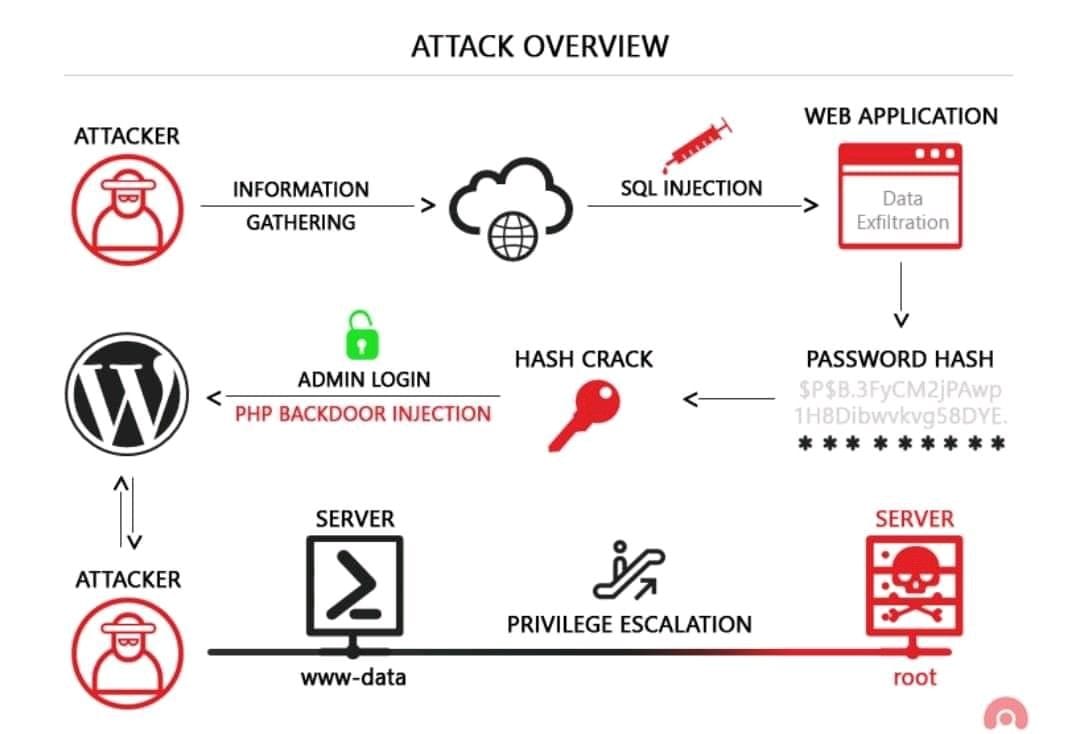 ATTACK OVERVIEW
ATTACKER
INFORMATION
GATHERING
SQL INJECTION
WEB APPLICATION
Data
Exfiltration
ADMIN LOGIN
PHP BACKDOOR INJECTION
HASH CRACK
PASSWORD HASH
$P$B.3FyCM2jPAwp
1H8Dibwvkvg58DYE.
* * * * * * * * *
ATTACKER
SERVER
www-data
PRIVILEGE ESCALATION
SERVER
root